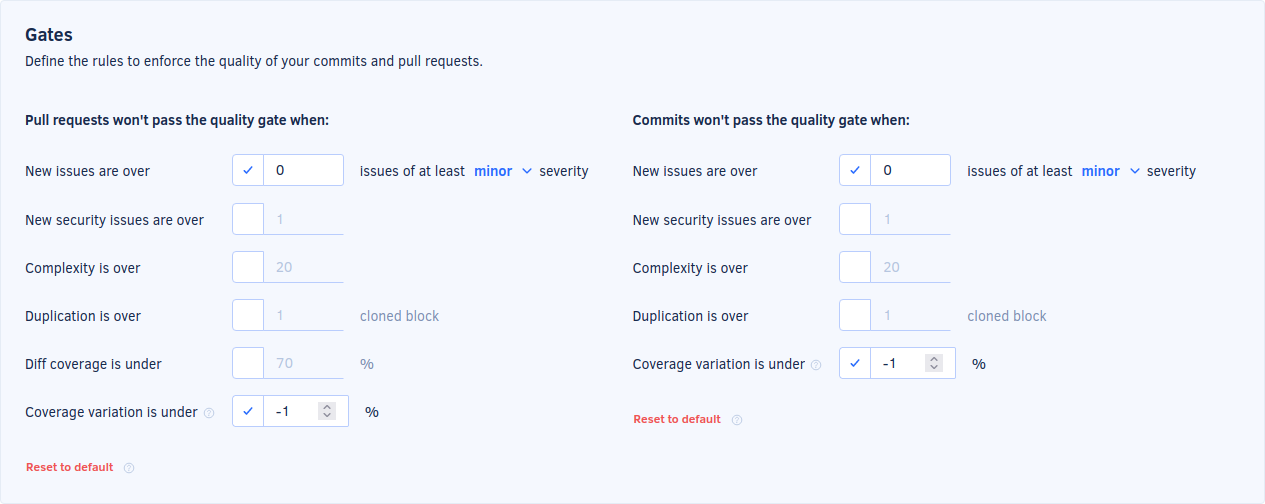 Gates
Define the rules to enforce the quality of your commits and pull requests.
Pull requests won't pass the quality gate when:
New issues are over 0 issues of at least minor severity
New security issues are over 1
Complexity is over 20
Duplication is over 1 cloned block
Diff coverage is under 70 %
Coverage variation is under ? -1 %
Reset to default ?
Commits won't pass the quality gate when:
New issues are over 0 issues of at least minor severity
New security issues are over 1
Complexity is over 20
Duplication is over 1 cloned block
Coverage variation is under ? -1 %
Reset to default ?